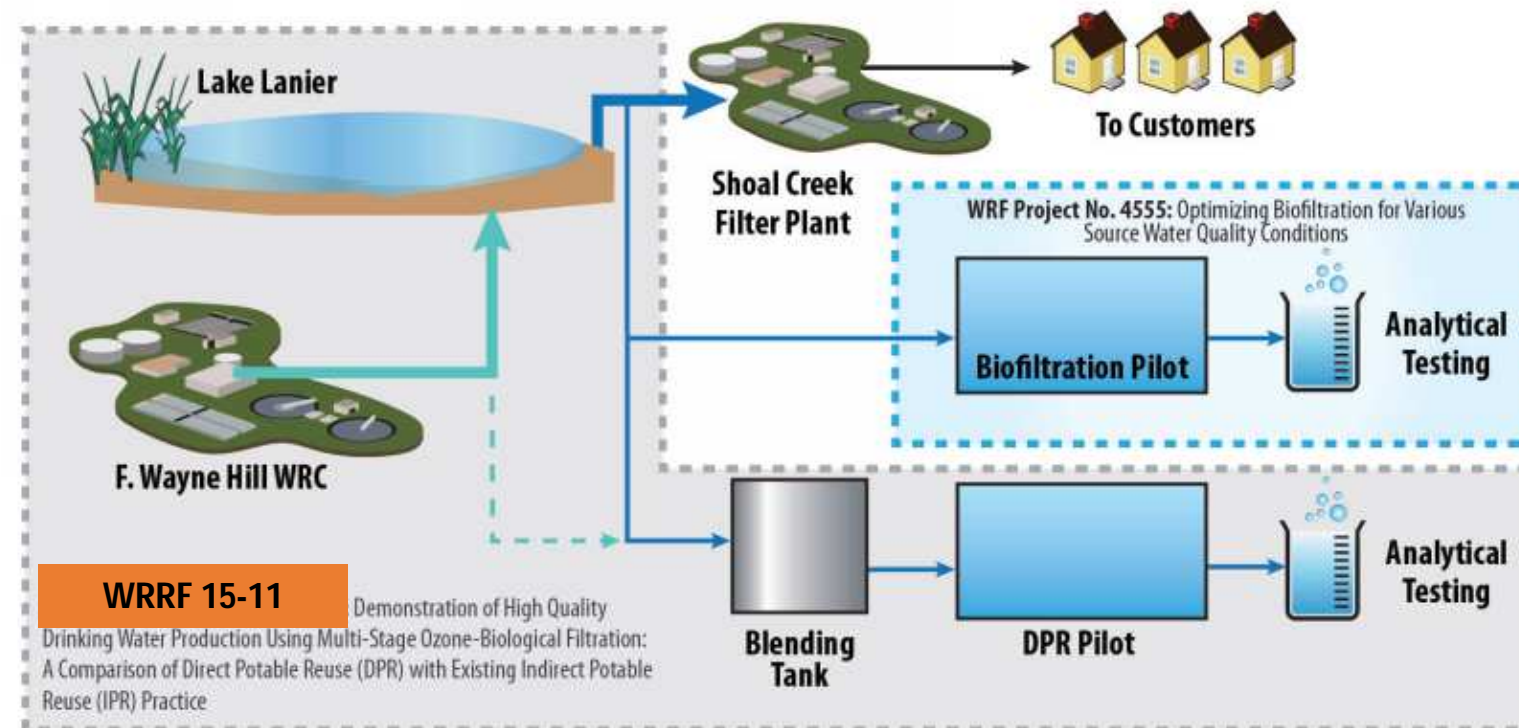 Lake Lanier
To Customers
Shoal Creek
Filter Plant
WRF Project No. 4555: Optimizing Biofiltration for Various
Source Water Quality Conditions
Biofiltration Pilot
Analytical
Testing
F. Wayne Hill WRC
WRRF 15-11
: Demonstration of High Quality
Drinking Water Production Using Multi-Stage Ozone-Biological Filtration:
A Comparison of Direct Potable Reuse (DPR) with Existing Indirect Potable
Reuse (IPR) Practice
Blending
Tank
DPR Pilot
Analytical
Testing